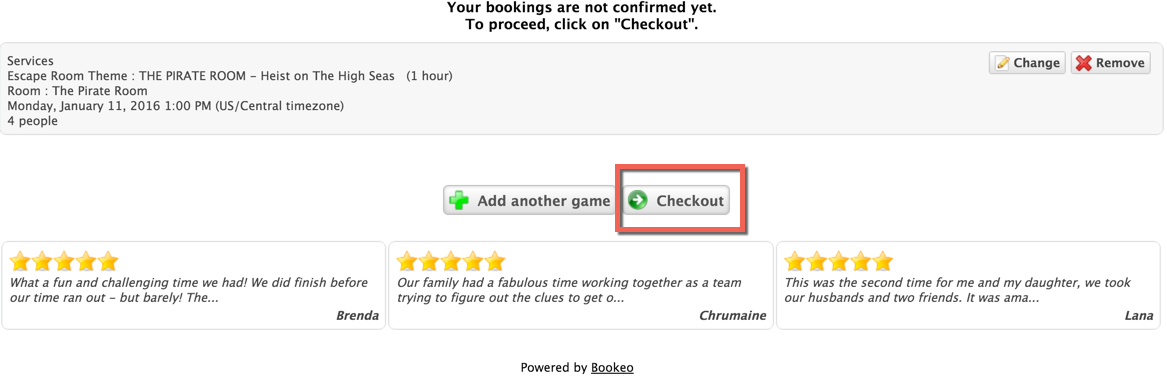 Your bookings are not confirmed yet.
To proceed, click on "Checkout".
Services
Escape Room Theme : THE PIRATE ROOM – Heist on The High Seas (1 hour)
Room : The Pirate Room
Monday, January 11, 2016 1:00 PM (US/Central timezone)
4 people
Change
Remove
Add another game
Checkout
What a fun and challenging time we had! We did finish before
our time ran out – but barely! The...
Brenda
Our family had a fabulous time working together as a team
trying to figure out the clues to get o...
Chrumaine
This was the second time for me and my daughter, we took
our husbands and two friends. It was ama...
Lana
Powered by Bookeo